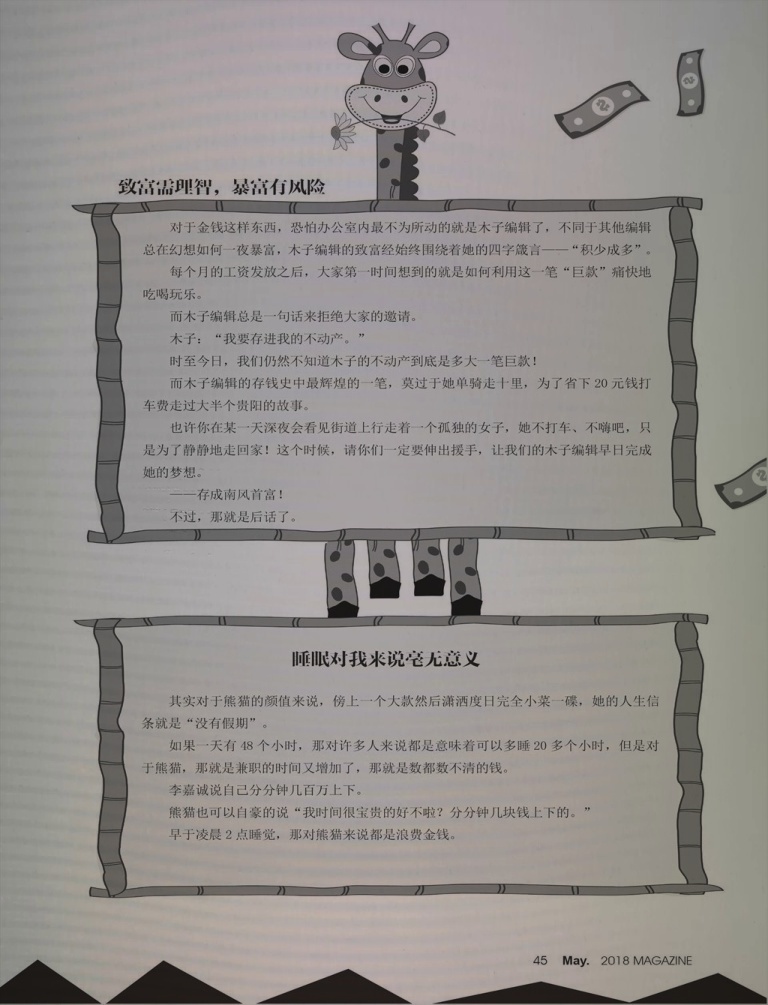 致富需理智，暴富有风险
对于金钱这样东西，恐怕办公室内最不为所动的就是木子编辑了，不同于其他编辑
总在幻想如何一夜暴富，木子编辑的致富经始终围绕着她的四字箴言——“积少成多”。
每个月的工资发放之后，大家第一时间想到的就是如何利用这一笔“巨款”痛快地
吃喝玩乐。
而木子编辑总是一句话来拒绝大家的邀请。
木子：“我要存进我的不动产。”
时至今日，我们仍然不知道木子的不动产到底是多大一笔巨款！
而木子编辑的存钱史中最辉煌的一笔，莫过于她单骑走十里，为了省下 20 元钱打
车费走过大半个贵阳的故事。
也许你在某一天深夜会看见街道上行走着一个孤独的女子，她不打车、不嗨吧，只
是为了静静地走回家！这个时候，请你们一定要伸出援手，让我们的木子编辑早日完成
她的梦想。
——存成南风首富！
不过，那就是后话了。
睡眠对我来说毫无意义
其实对于熊猫的颜值来说，傍上一个大款然后潇洒度日完全小菜一碟，她的人生信
条就是“没有假期”。
如果一天有 48 个小时，那对许多人来说都是意味着可以多睡 20 多个小时，但是对
于熊猫，那就是兼职的时间又增加了，那就是数都数不清的钱。
李嘉诚说自己分分钟几百万上下。
熊猫也可以自豪的说“我时间很宝贵的好不啦？分分钟几块钱上下的。”
早于凌晨 2 点睡觉，那对熊猫来说都是浪费金钱。
45 May. 2018 MAGAZINE